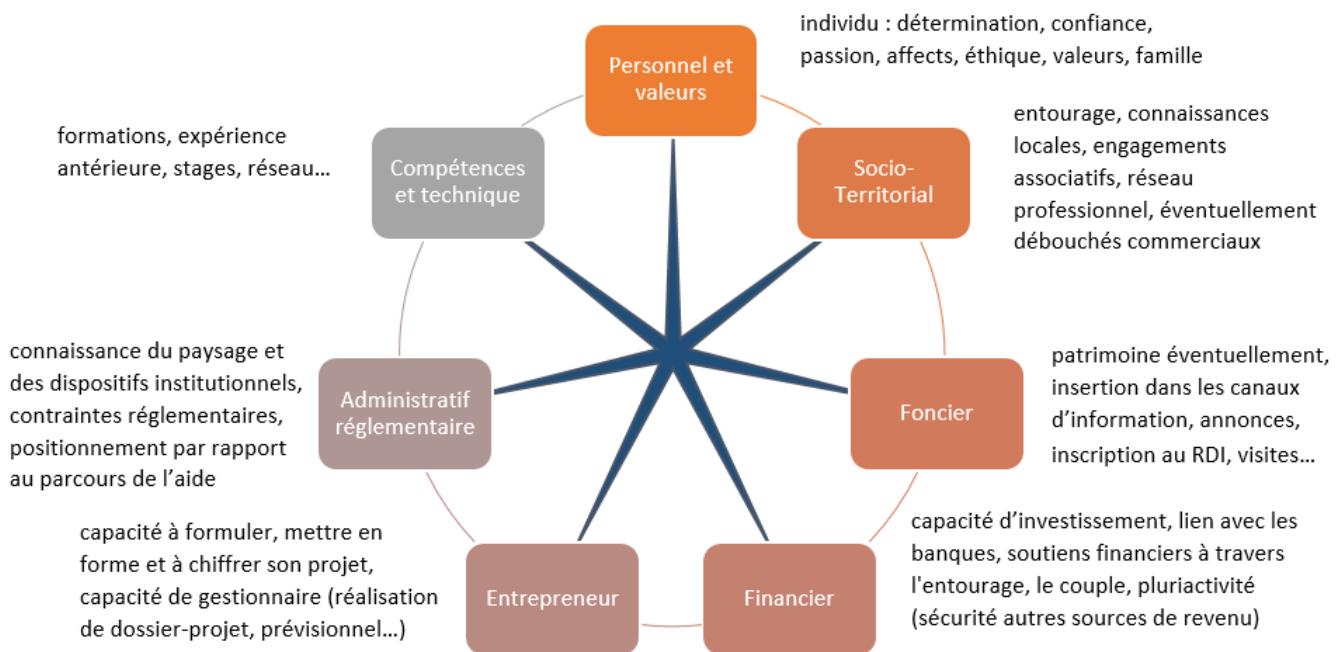 individu : détermination, confiance,
passion, affects, éthique, valeurs, famille
Personnel et
valeurs
entourage, connaissances
locales, engagements
associatifs, réseau
professionnel, éventuellement
débouchés commerciaux
Socio-
Territorial
patrimoine éventuellement,
insertion dans les canaux
d’information, annonces,
inscription au RDI, visites…
Foncier
capacité d’investissement, lien avec les
banques, soutiens financiers à travers
l'entourage, le couple, pluriactivité
(sécurité autres sources de revenu)
Financier
capacité à formuler, mettre en
forme et à chiffrer son projet,
capacité de gestionnaire (réalisation
de dossier-projet, prévisionnel…)
Entrepreneur
connaissance du paysage et
des dispositifs institutionnels,
contraintes réglementaires,
positionnement par rapport
au parcours de l’aide
Administratif
réglementaire
formations, expérience
antérieure, stages, réseau…
Compétences
et technique